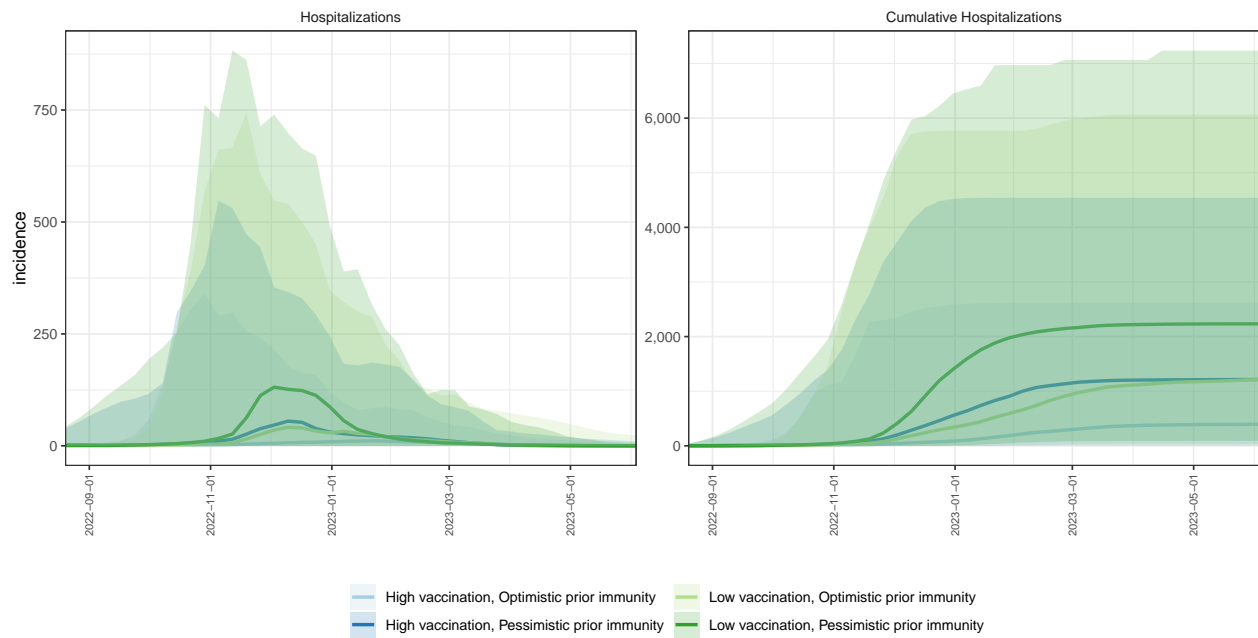 Hospitalizations
Cumulative Hospitalizations
incidence
750
500
250
0
6,000
4,000
2,000
0
2022−09−01
2022−11−01
2023−01−01
2023−03−01
2023−05−01
2022−09−01
2022−11−01
2023−01−01
2023−03−01
2023−05−01
High vaccination, Optimistic prior immunity
Low vaccination, Optimistic prior immunity
High vaccination, Pessimistic prior immunity
Low vaccination, Pessimistic prior immunity